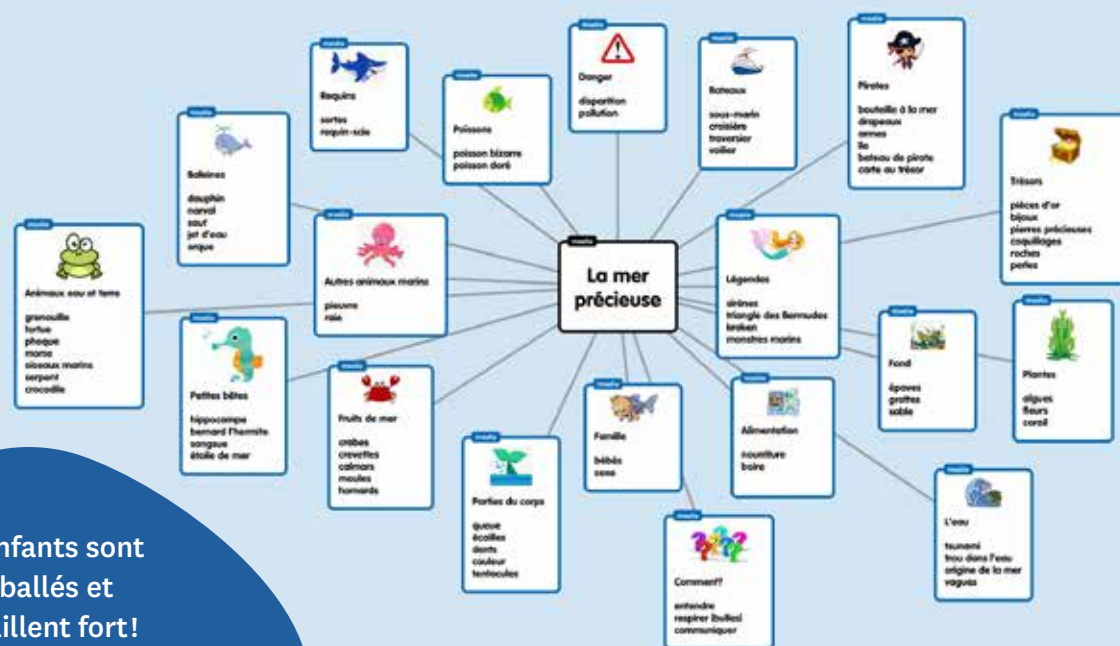 Requins
sortes
requin-scie
Poissons
poisson bizarre
poisson doré
Danger
disparition
pollution
Bateaux
sous-marin
croisière
traversier
voilier
Pirates
bouteille à la mer
drapeaux
armes
île
bateau de pirate
carte au trésor
Baleines
dauphin
narval
saut
jet d'eau
orque
Autres animaux marins
pieuvre
raie
La mer
précieuse
Légendes
sirènes
triangle des Bermudes
kraken
monstres marins
Trésors
pièces d'or
bijoux
pierres précieuses
coquillages
roches
perles
Animaux eau et terre
grenouille
tortue
phoque
morse
oiseaux marins
serpent
crocodile
Petites bêtes
hippocampe
bernard l'hermite
sangsue
étoile de mer
Fruits de mer
crabes
crevettes
calmars
moules
homards
Parties du corps
queue
écailles
dents
couleur
tentacules
Famille
bébés
sexe
Alimentation
nourriture
boire
Fond
épaves
grottes
sable
Plantes
algues
fleurs
corail
Comment?
entendre
respirer (bulles)
communiquer
L'eau
tsunami
trou dans l'eau
origine de la mer
vagues
nfants sont
ballés et
illent fort!